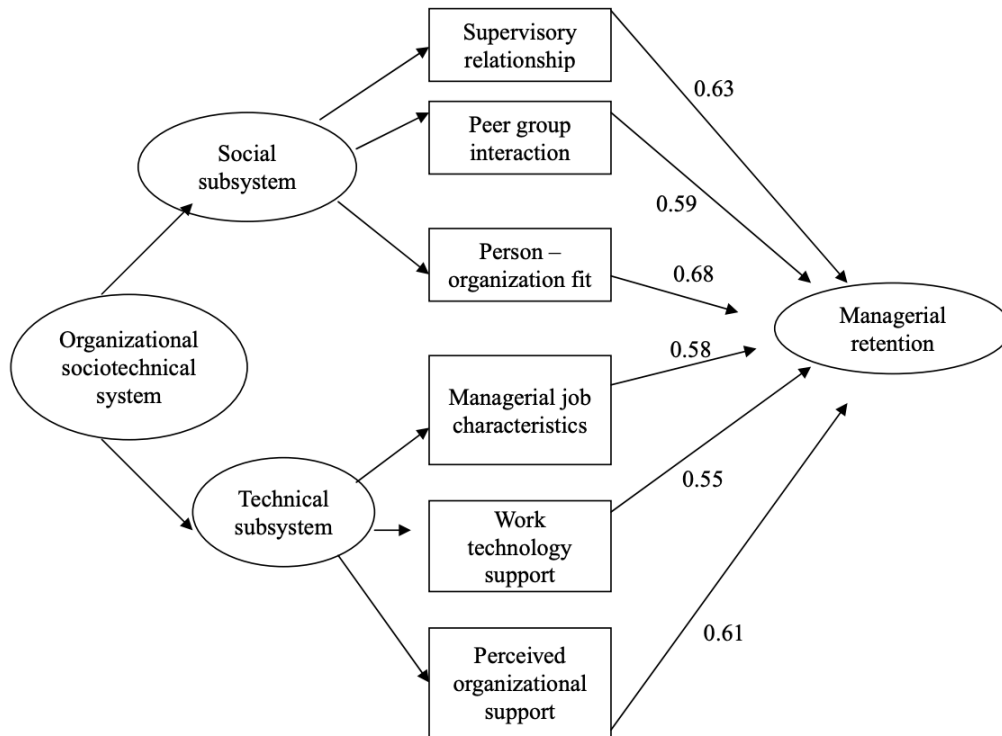 Supervisory
relationship
0.63
Peer group
interaction
Social
subsystem
0.59
Person –
organization fit
0.68
Managerial
retention
Organizational
sociotechnical
system
0.58
Managerial job
characteristics
0.55
Technical
subsystem
Work
technology
support
0.61
Perceived
organizational
support